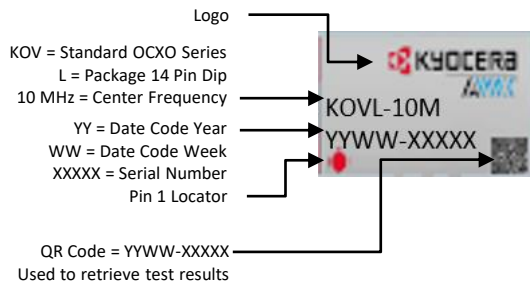 Logo
KOV = Standard OCXO Series
L = Package 14 Pin Dip
10 MHz = Center Frequency
YY = Date Code Year
WW = Date Code Week
XXXXX = Serial Number
Pin 1 Locator
QR Code = YYWW-XXXXX
Used to retrieve test results
KYOCERA
AVX
KOVL-10M
YYWW-XXXXX